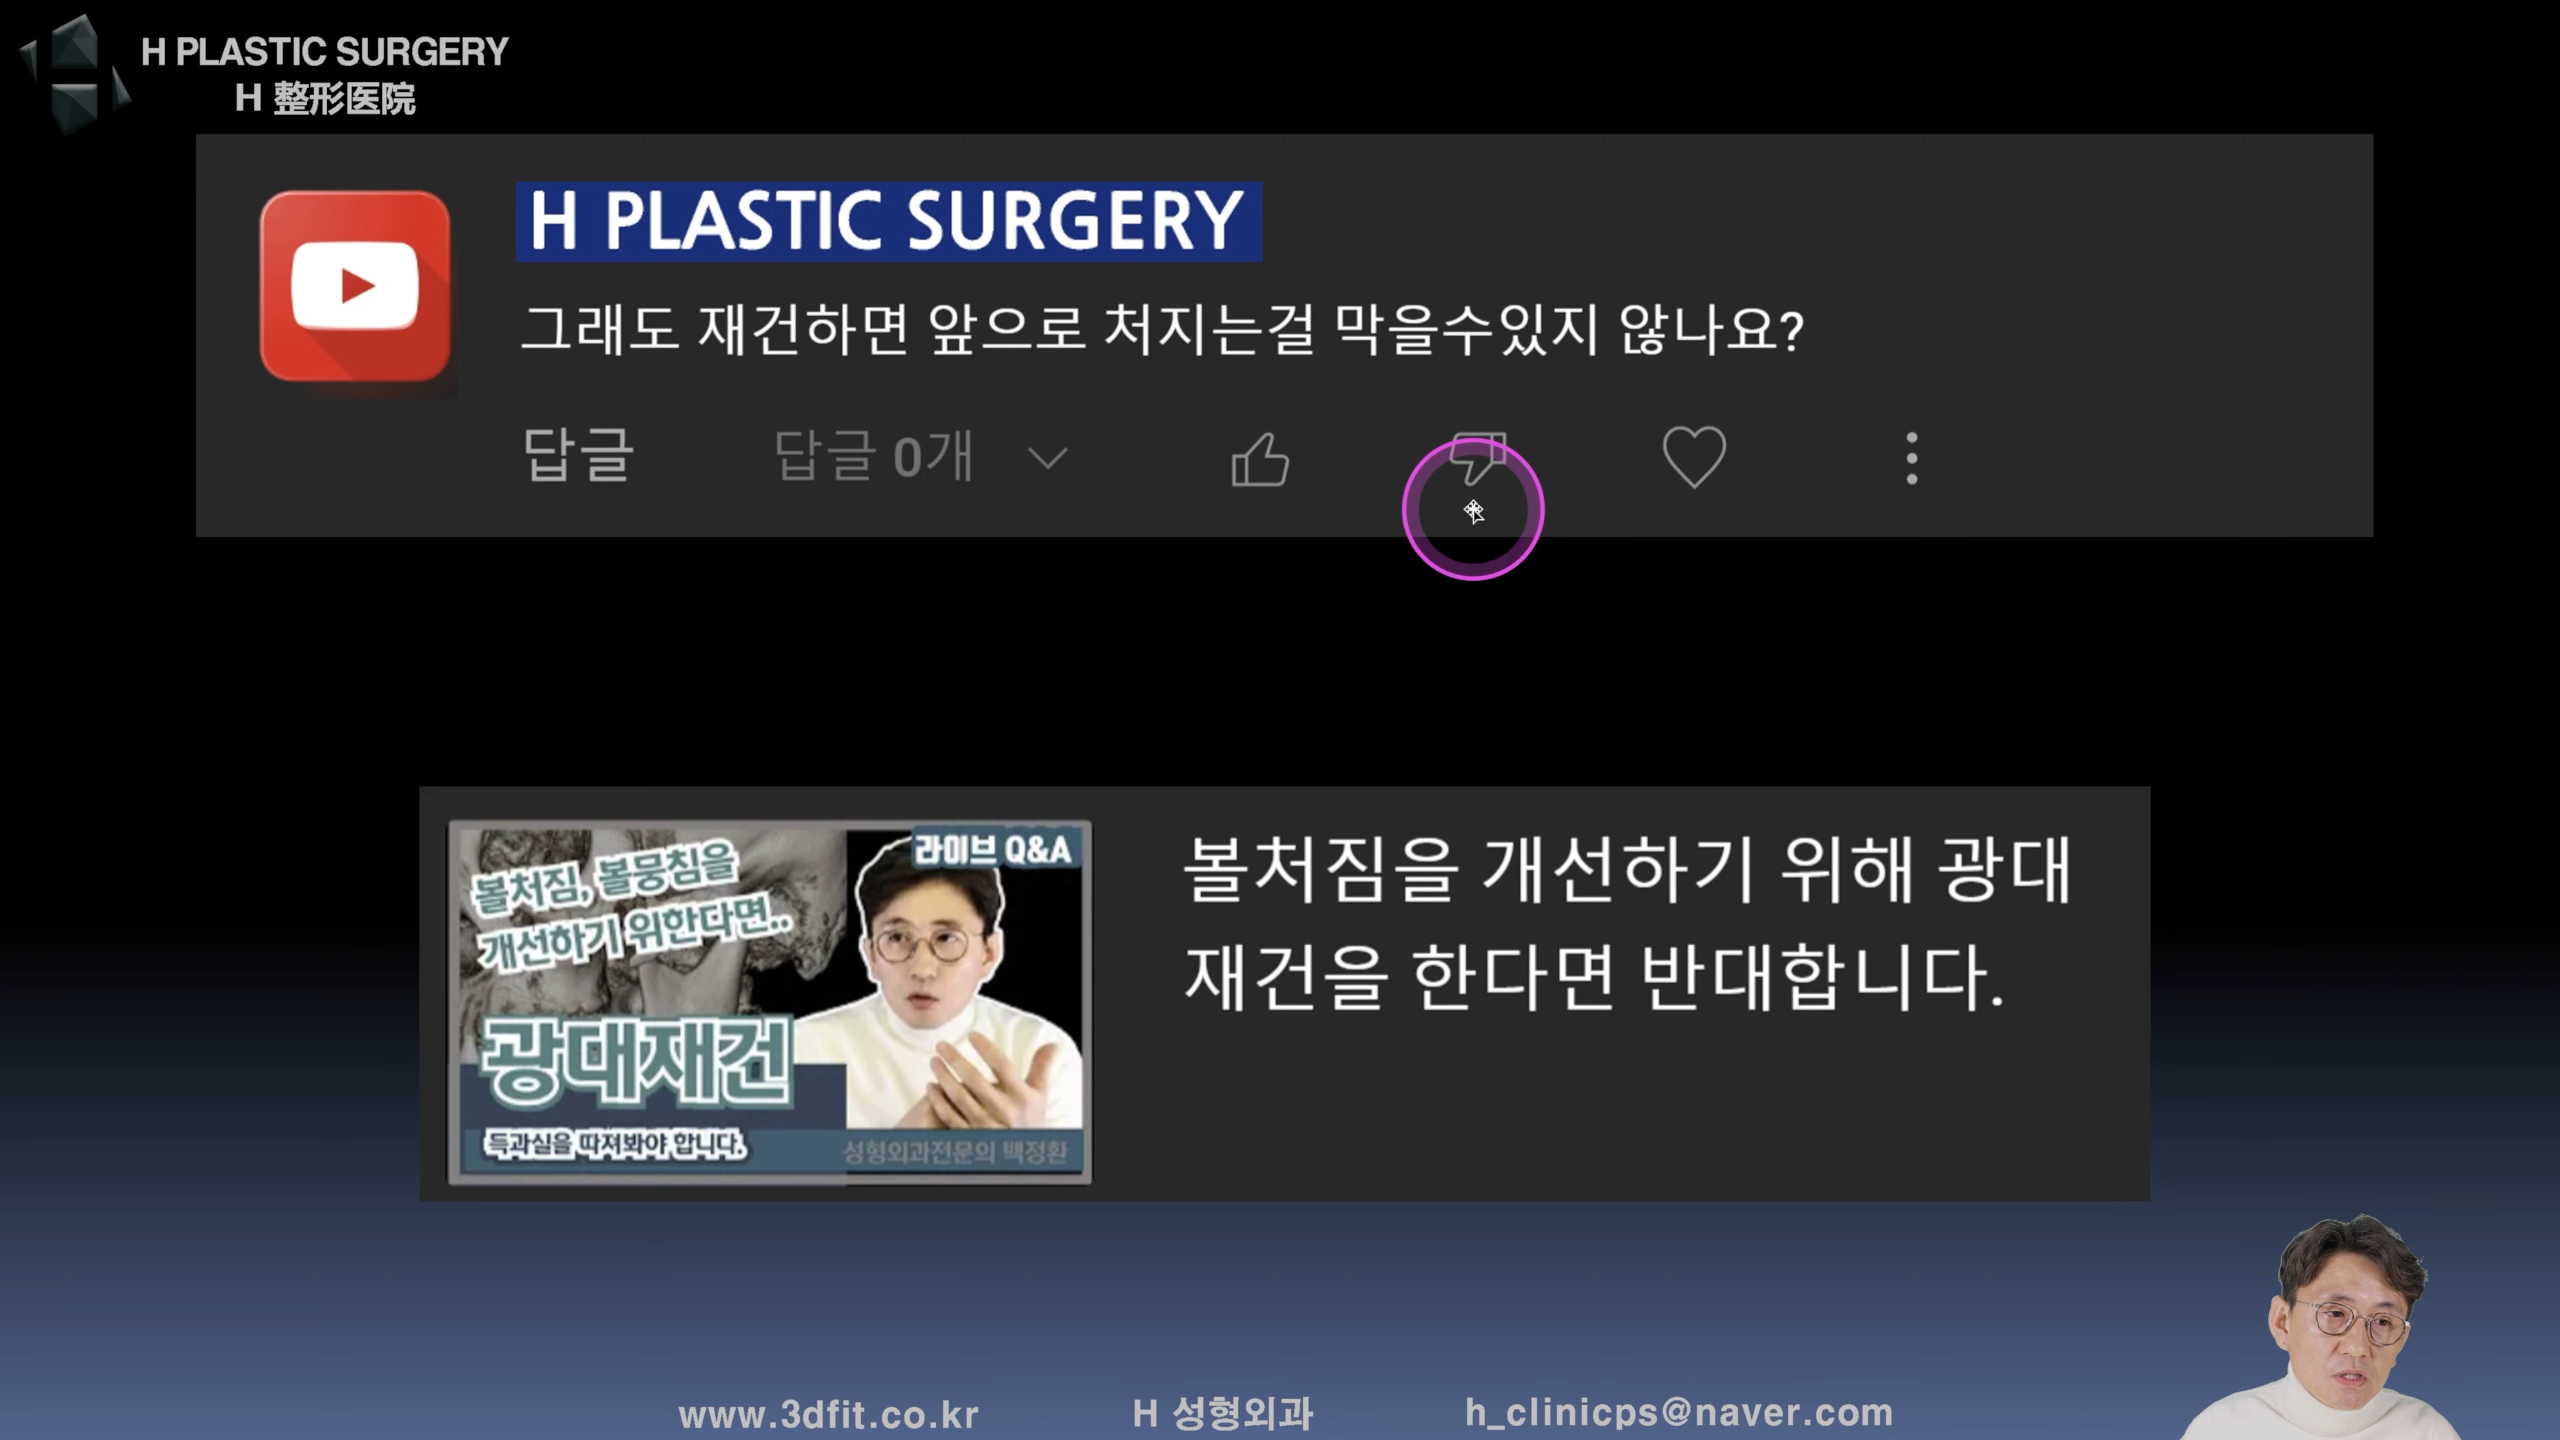 H PLASTIC SURGERY
H 整形医院
H PLASTIC SURGERY
그래도 재건하면 앞으로 처지는걸 막을수있지 않나요?
답글 답글 0개
라이브 Q&A
볼처짐, 볼뭉침을
개선하기 위한다면..
광대재건
득과실을 따져봐야 합니다.
성형외과전문의 백정환
볼처짐을 개선하기 위해 광대
재건을 한다면 반대합니다.
www.3dfit.co.kr H 성형외과 h_clinicps@naver.com